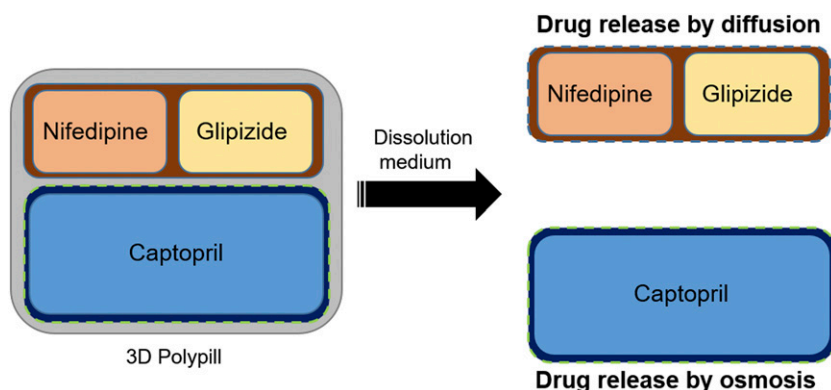 Drug release by diffusion
Nifedipine
Glipizide
Captopril
3D Polypill
Dissolution
medium
Nifedipine
Glipizide
Captopril
Drug release by osmosis